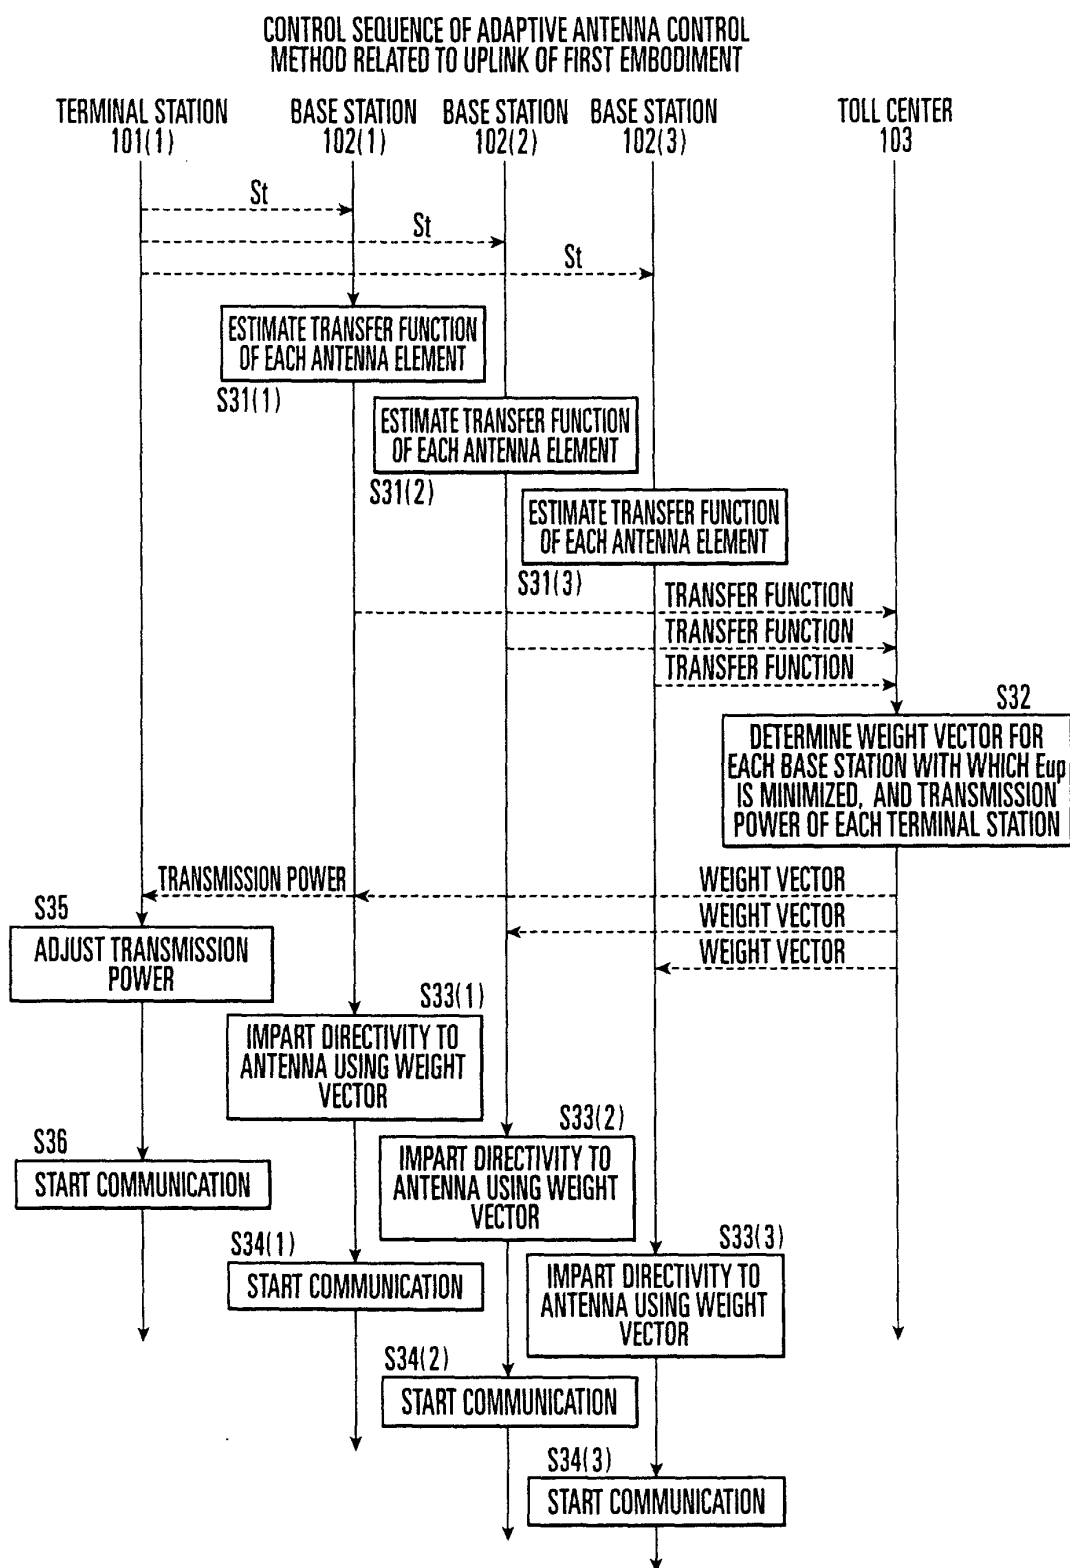 CONTROL SEQUENCE OF ADAPTIVE ANTENNA CONTROL
METHOD RELATED TO UPLINK OF FIRST EMBODIMENT
TERMINAL STATION
101(1)
BASE STATION
102(1)
BASE STATION
102(2)
BASE STATION
102(3)
TOLL CENTER
103
St
St
St
ESTIMATE TRANSFER FUNCTION
OF EACH ANTENNA ELEMENT
S31(1)
ESTIMATE TRANSFER FUNCTION
OF EACH ANTENNA ELEMENT
S31(2)
ESTIMATE TRANSFER FUNCTION
OF EACH ANTENNA ELEMENT
S31(3)
TRANSFER FUNCTION
TRANSFER FUNCTION
TRANSFER FUNCTION
S32
DETERMINE WEIGHT VECTOR FOR
EACH BASE STATION WITH WHICH Eup
IS MINIMIZED, AND TRANSMISSION
POWER OF EACH TERMINAL STATION
TRANSMISSION POWER
WEIGHT VECTOR
WEIGHT VECTOR
WEIGHT VECTOR
S35
ADJUST TRANSMISSION
POWER
S33(1)
IMPART DIRECTIVITY TO
ANTENNA USING WEIGHT
VECTOR
S36
START COMMUNICATION
S33(2)
IMPART DIRECTIVITY TO
ANTENNA USING WEIGHT
VECTOR
S34(1)
START COMMUNICATION
S33(3)
IMPART DIRECTIVITY TO
ANTENNA USING WEIGHT
VECTOR
S34(2)
START COMMUNICATION
S34(3)
START COMMUNICATION